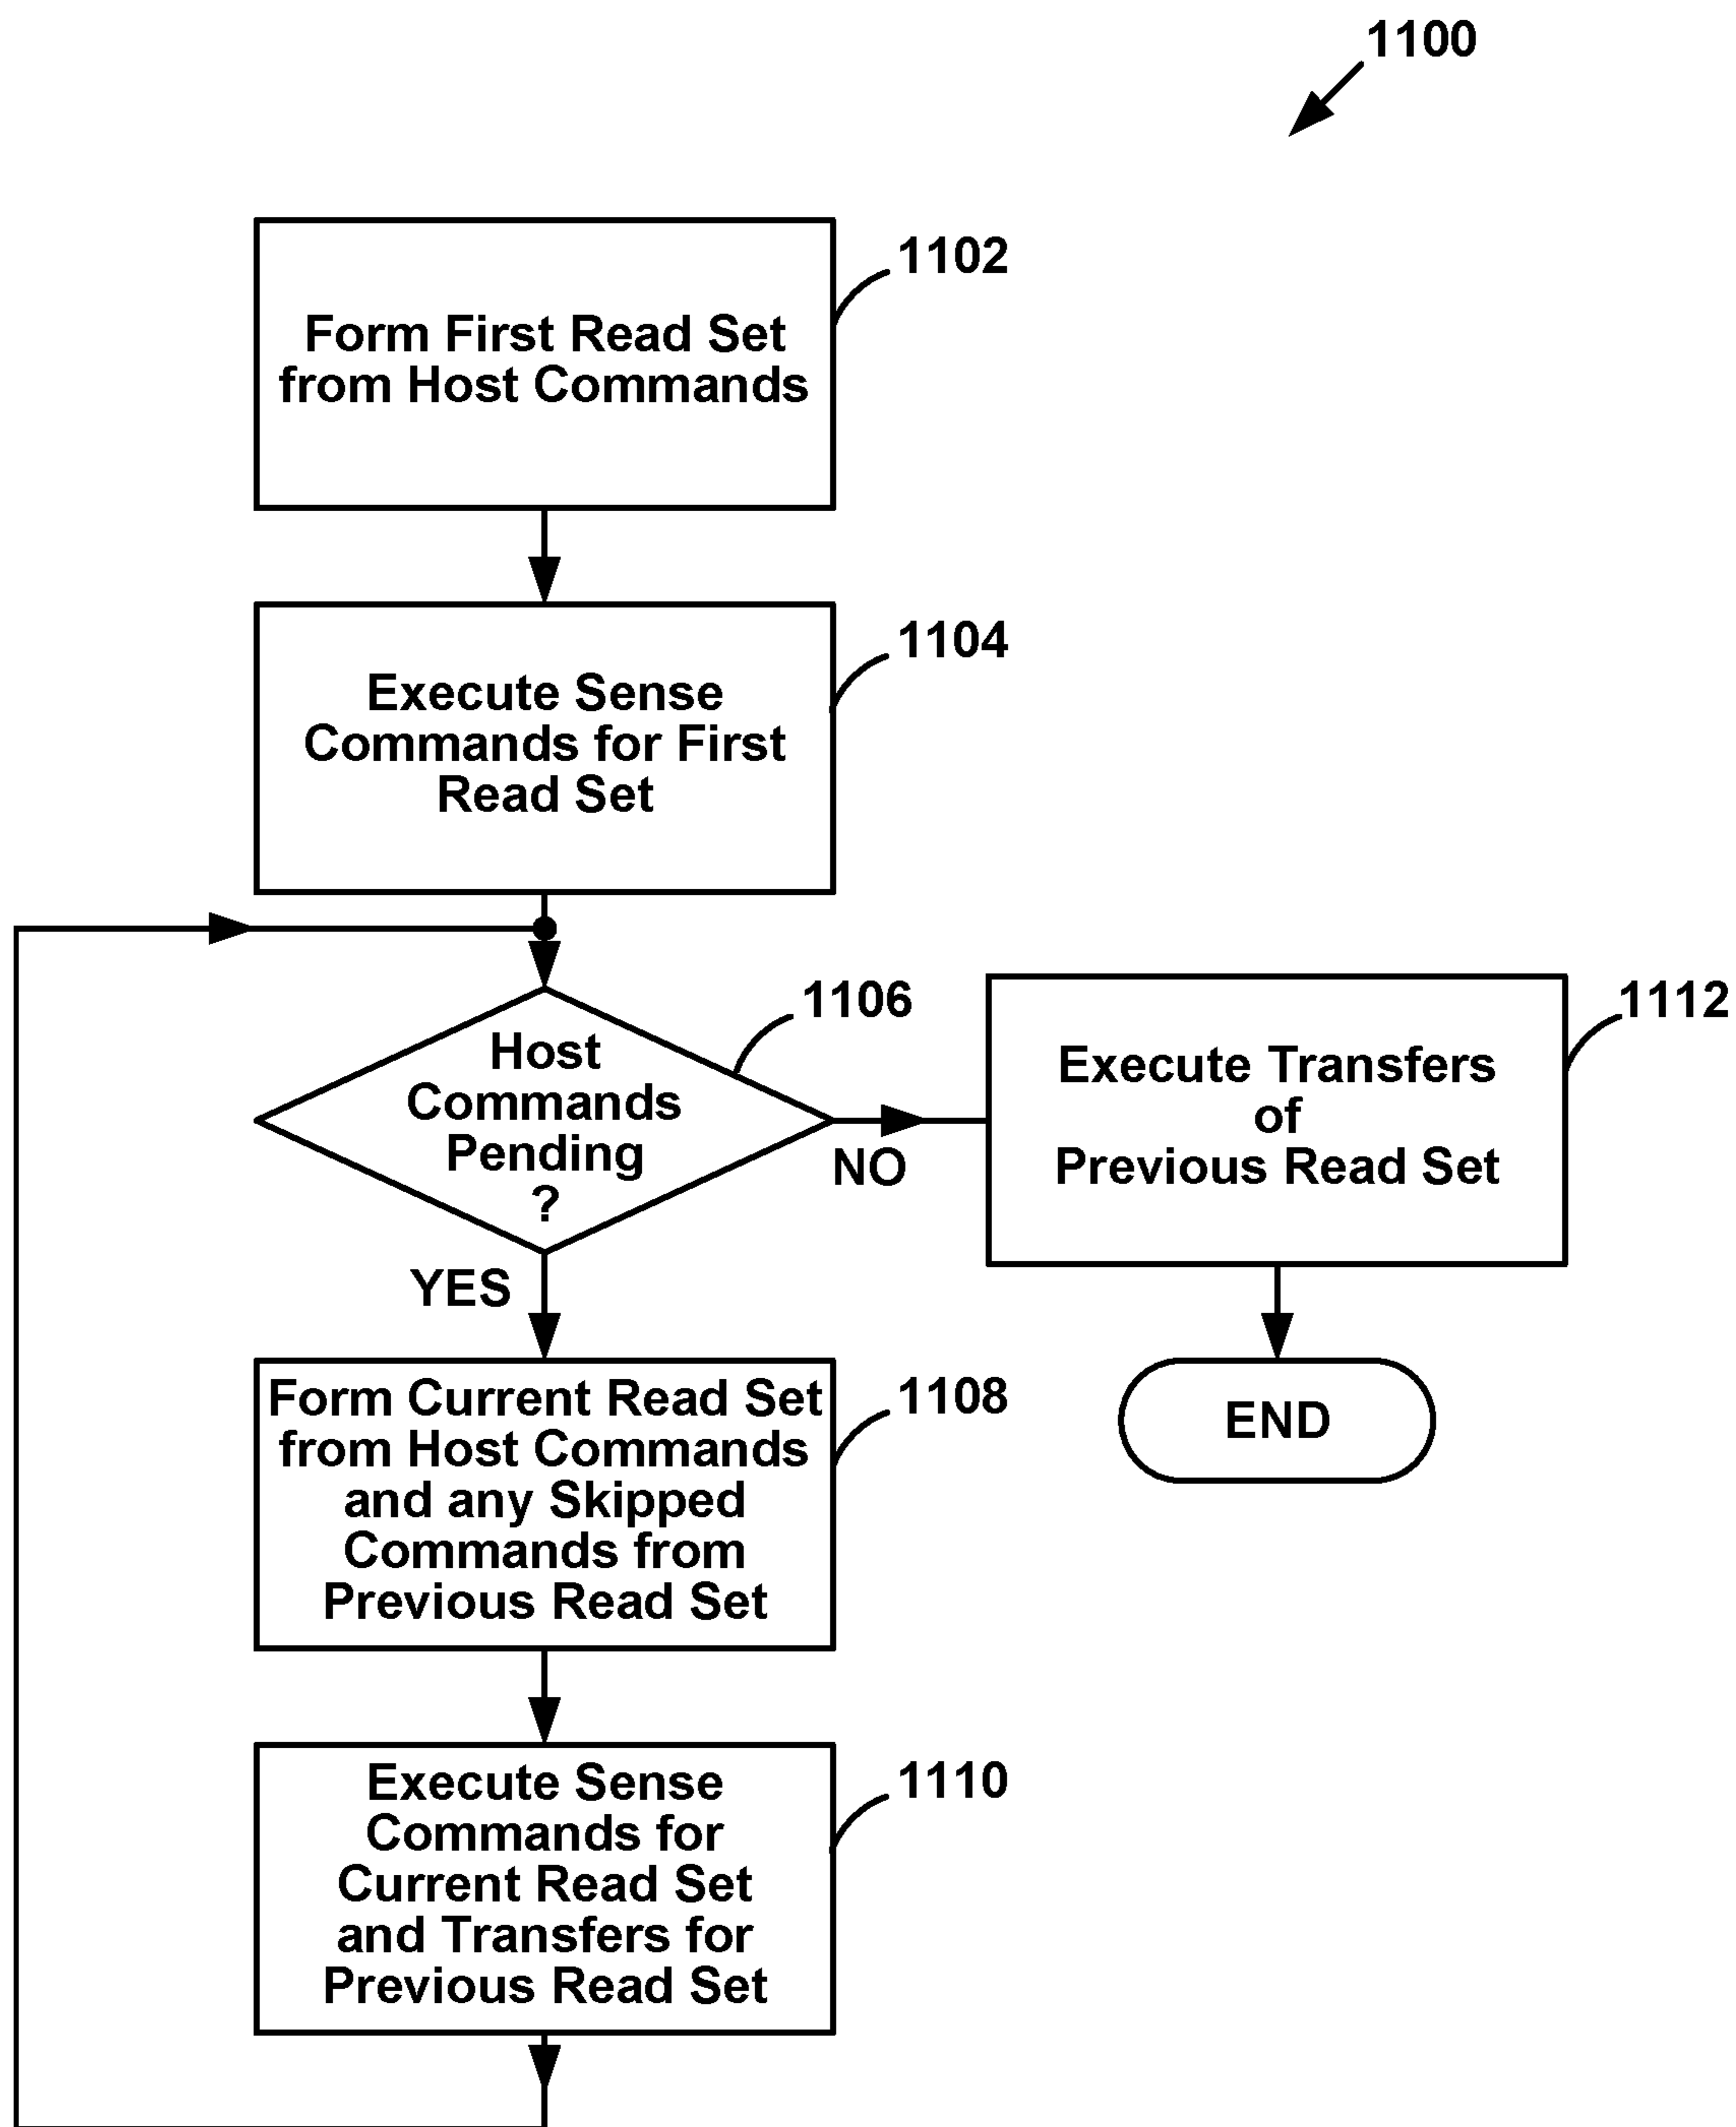 1100
1102
Form First Read Set
from Host Commands
1104
Execute Sense
Commands for First
Read Set
1106
Host
Commands
Pending
?
NO
YES
1112
Execute Transfers
of
Previous Read Set
END
1108
Form Current Read Set
from Host Commands
and any Skipped
Commands from
Previous Read Set
1110
Execute Sense
Commands for
Current Read Set
and Transfers for
Previous Read Set